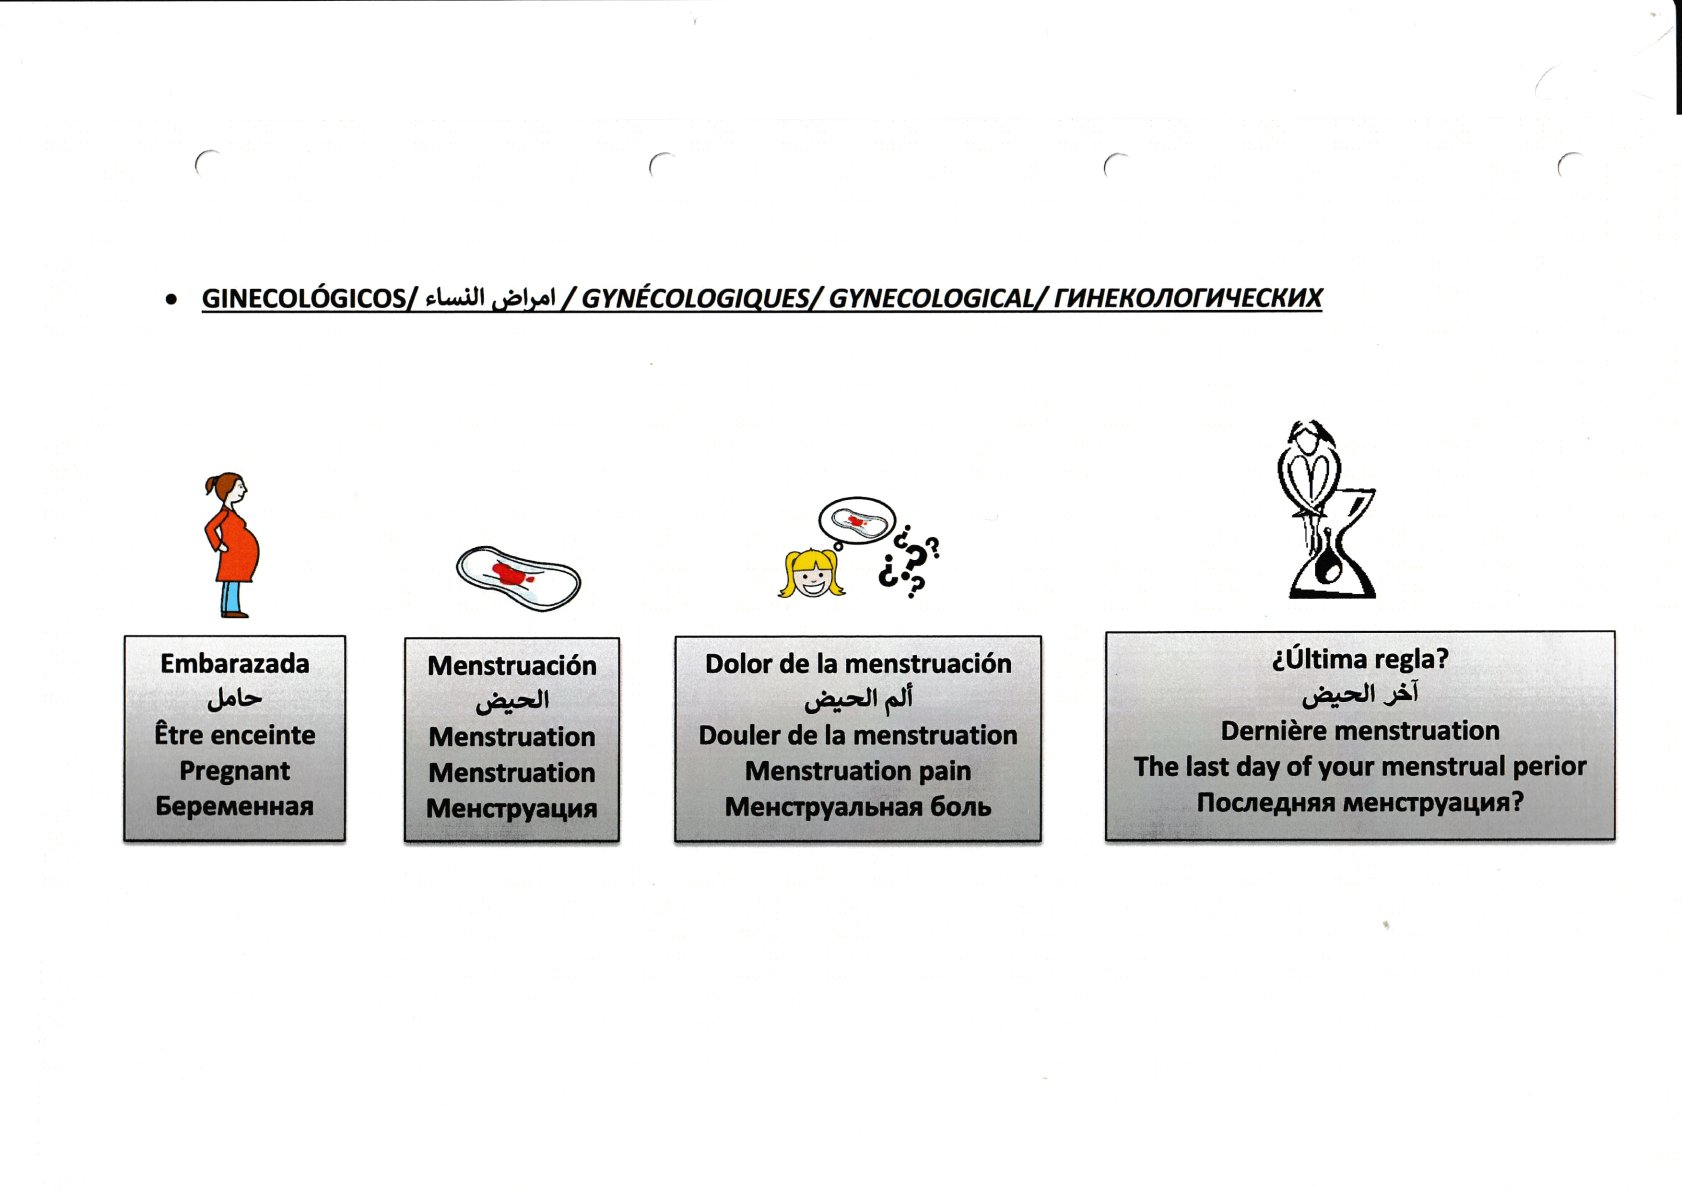 • GINECOLÓGICOS/ امراض النساء / GYNÉCOLOGIQUES/ GYNECOLOGICAL/ ГИНЕКОЛОГИЧЕСКИХ
¿???¿?
Embarazada
حامل
Être enceinte
Pregnant
Беременная
Menstruación
الحيض
Menstruation
Menstruation
Менструация
Dolor de la menstruación
ألم الحيض
Douler de la menstruation
Menstruation pain
Менструальная боль
¿Última regla?
آخر الحيض
Dernière menstruation
The last day of your menstrual perior
Последняя менструация?